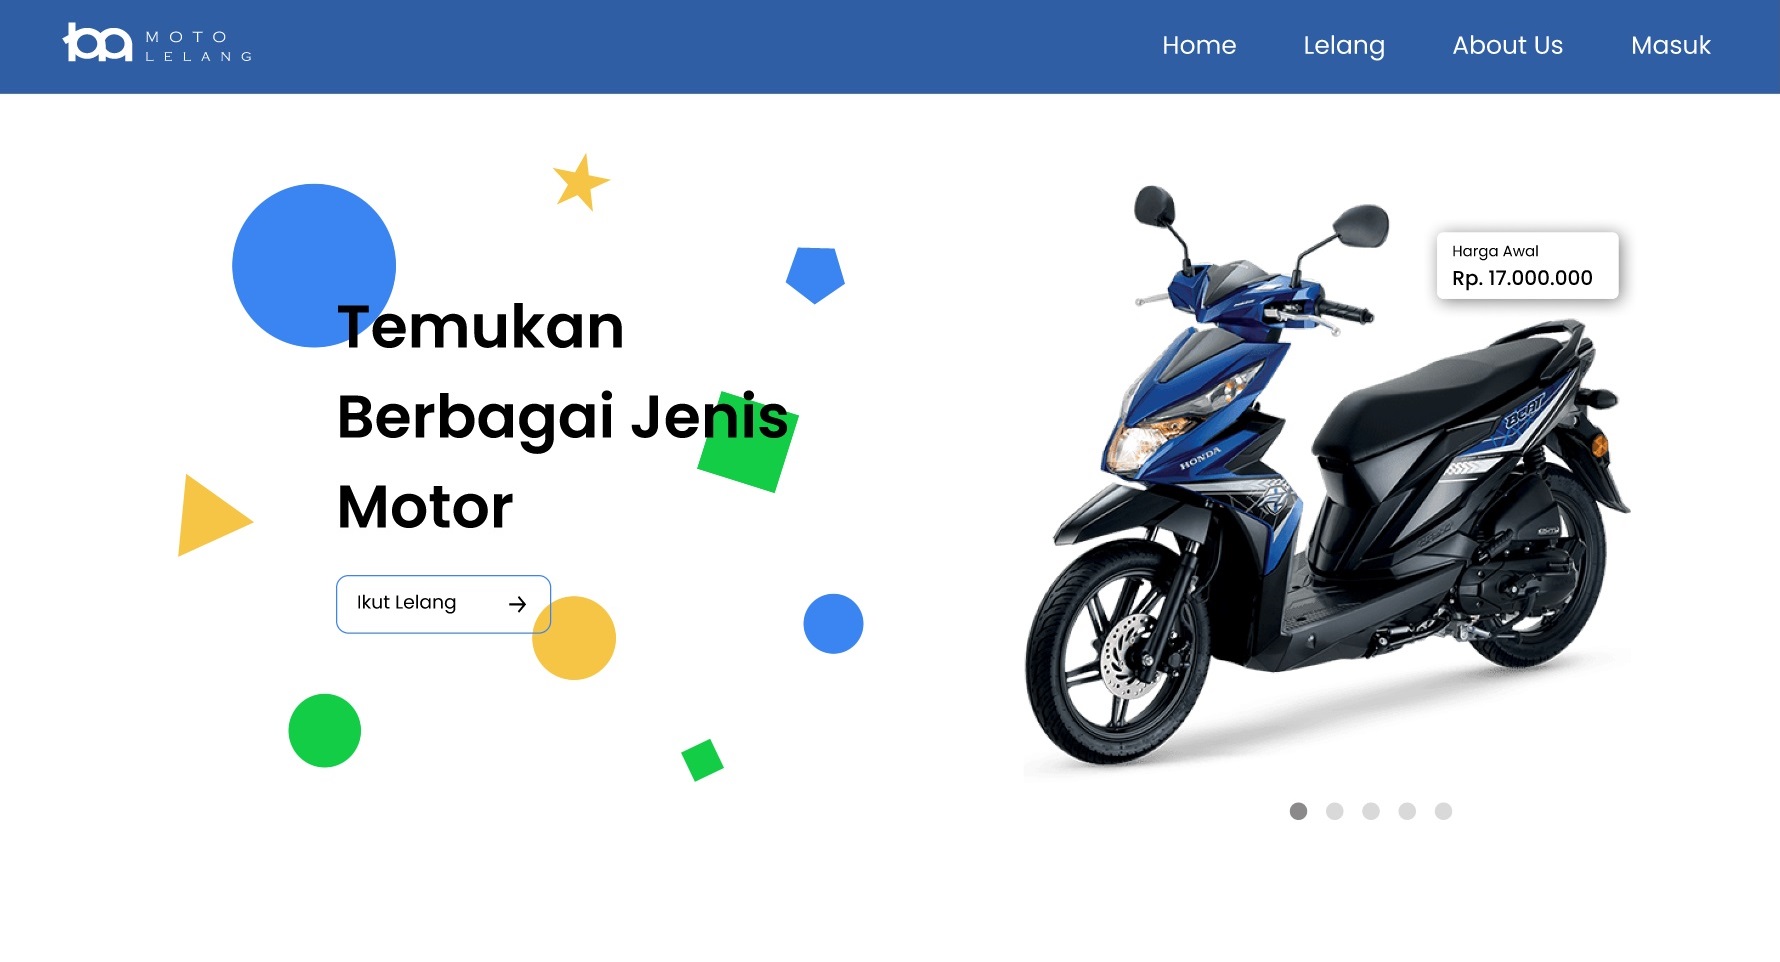 MOTO
LELANG
Home
Lelang
About Us
Masuk
Temukan
Berbagai Jenis
Motor
Ikut Lelang
Harga Awal
Rp. 17.000.000
HONDA
BEAT